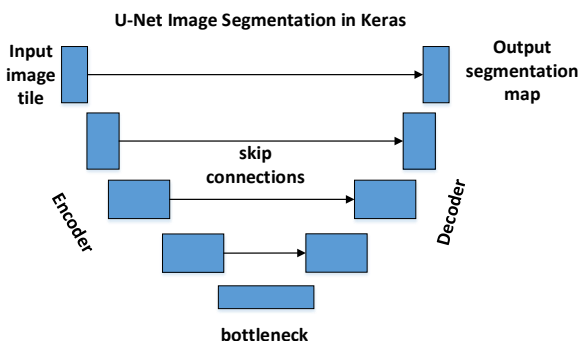 U-Net Image Segmentation in Keras
Input
image
tile
Output
segmentation
map
skip
connections
Encoder
Decoder
bottleneck